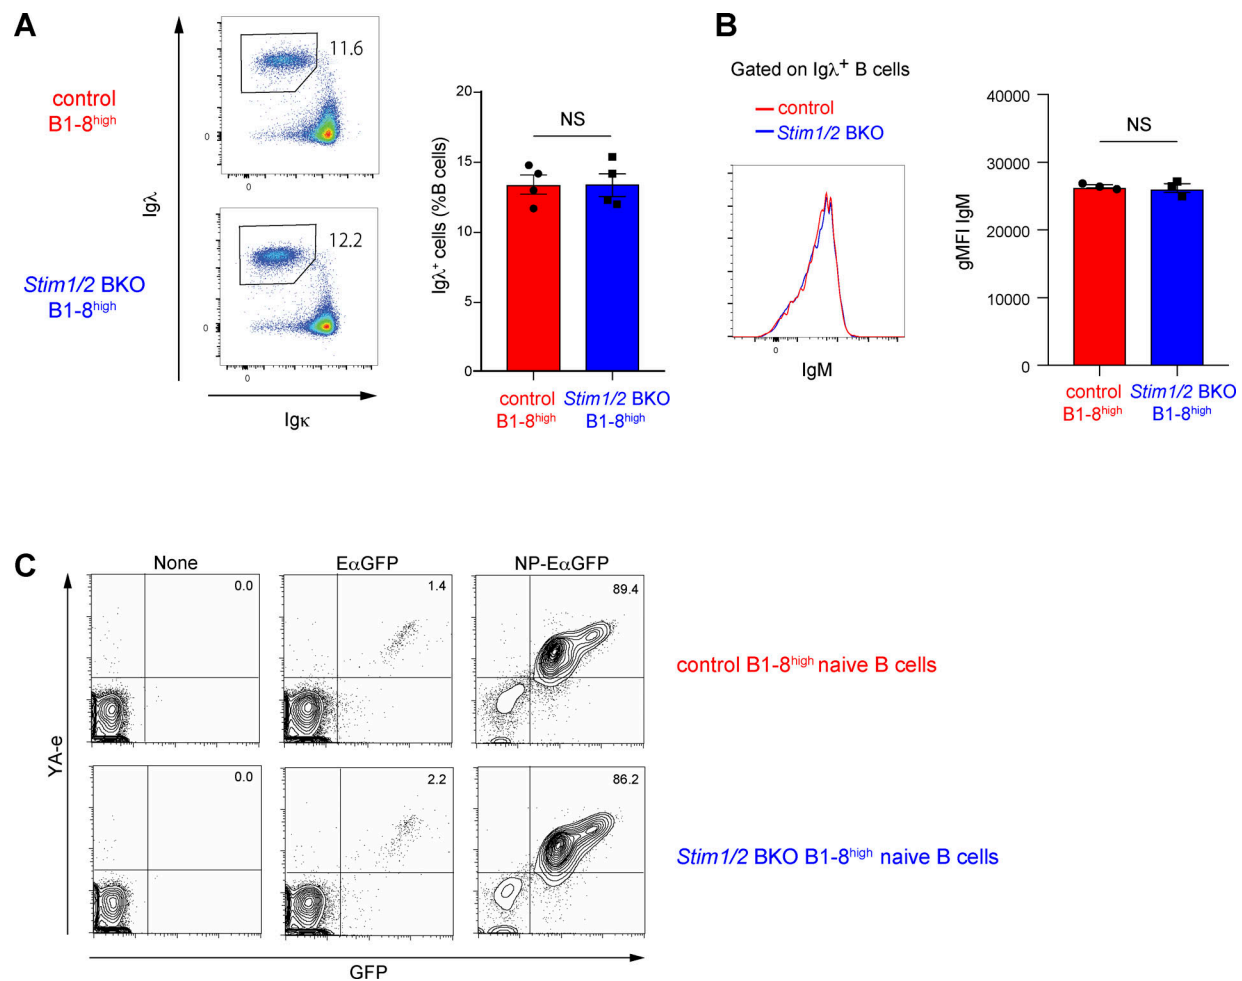 A
control
B1-8high
Stim1/2 BKO
B1-8high
Igλ
11.6
0
0
12.2
0
0
Igκ
Igλ+ cells (%B cells)
20
15
10
5
0
NS
control
B1-8high
Stim1/2 BKO
B1-8high
B
Gated on Igλ+ B cells
control
Stim1/2 BKO
0
IgM
gMFI IgM
40000
30000
20000
10000
0
NS
control
B1-8high
Stim1/2 BKO
B1-8high
C
None
EαGFP
NP-EαGFP
YA-e
0.0
1.4
89.4
control B1-8high naive B cells
0.0
2.2
86.2
Stim1/2 BKO B1-8high naive B cells
GFP